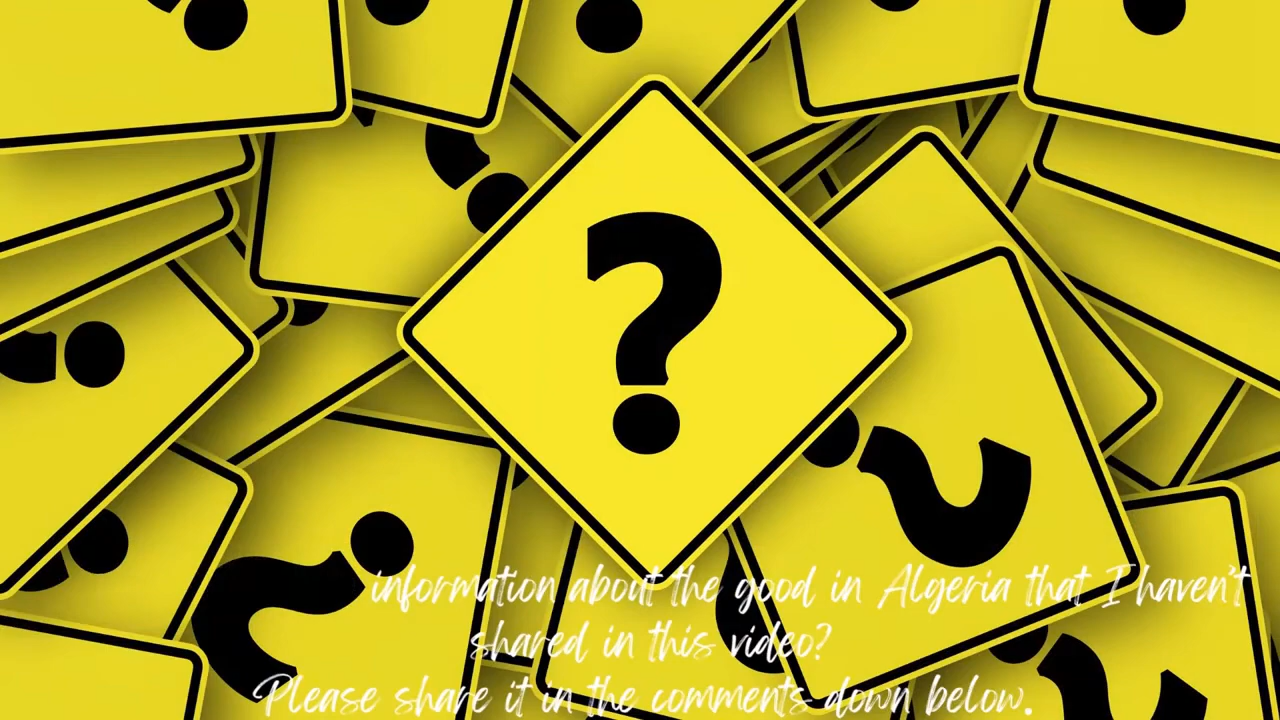 ?
information about the good in Algeria that I haven't
shared in this video?
Please share it in the comments down below.